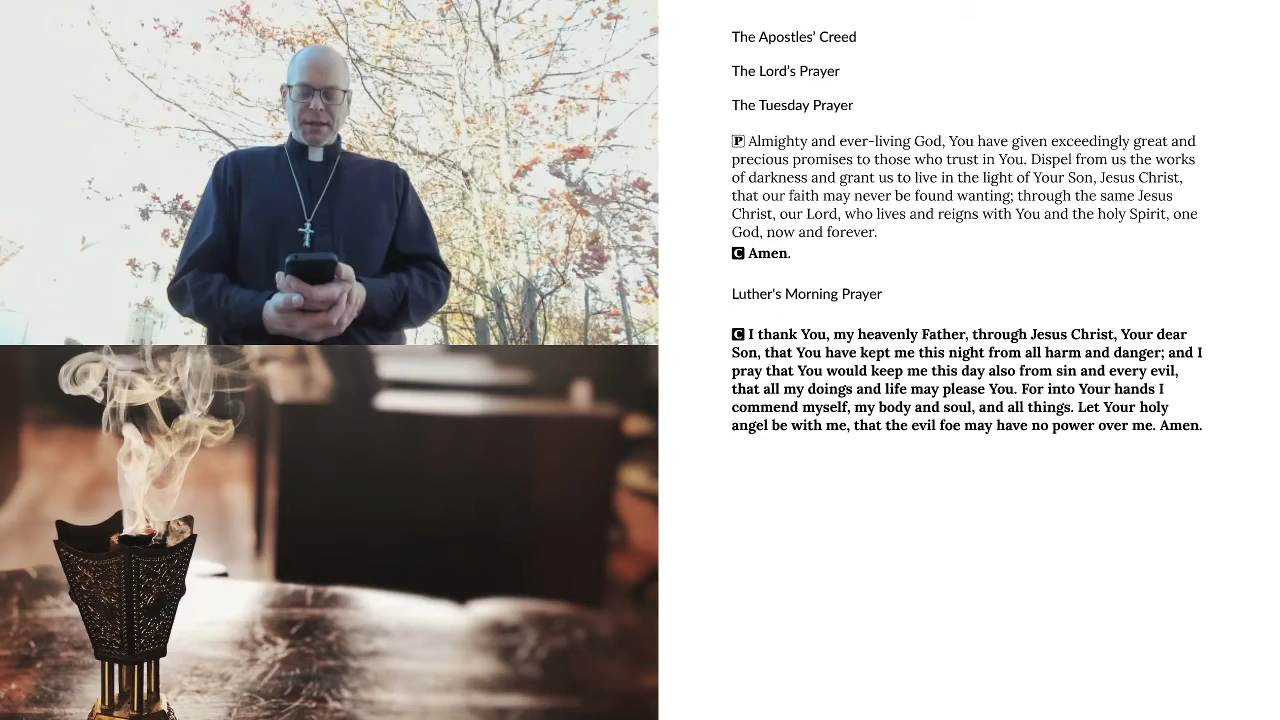 The Apostles’ Creed
The Lord's Prayer
The Tuesday Prayer
P Almighty and ever-living God, You have given exceedingly great and
precious promises to those who trust in You. Dispel from us the works
of darkness and grant us to live in the light of Your Son, Jesus Christ,
that our faith may never be found wanting; through the same Jesus
Christ, our Lord, who lives and reigns with You and the holy Spirit, one
God, now and forever.
C Amen.
Luther's Morning Prayer
C I thank You, my heavenly Father, through Jesus Christ, Your dear
Son, that You have kept me this night from all harm and danger; and I
pray that You would keep me this day also from sin and every evil,
that all my doings and life may please You. For into Your hands I
commend myself, my body and soul, and all things. Let Your holy
angel be with me, that the evil foe may have no power over me. Amen.